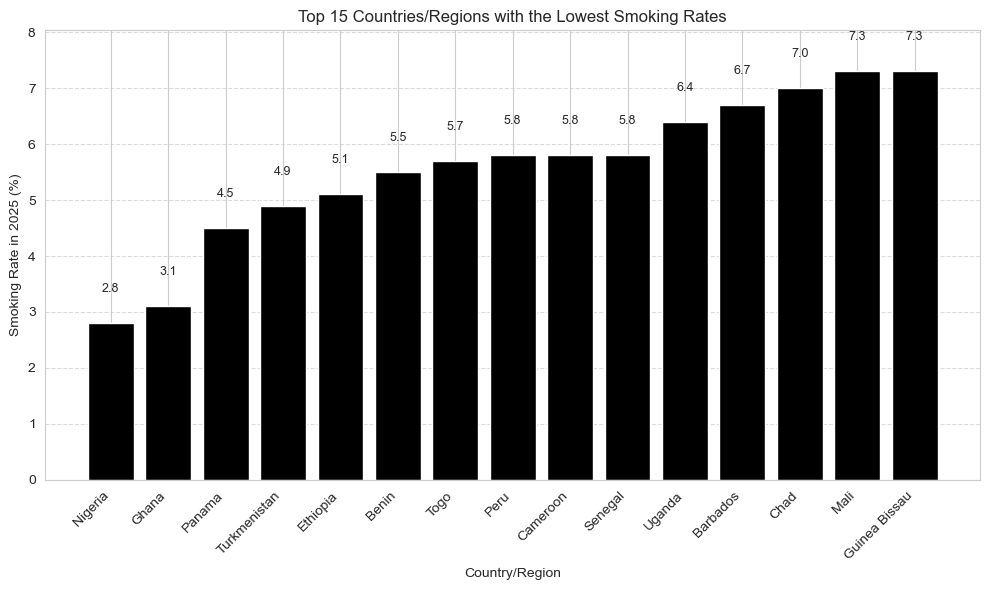 Top 15 Countries/Regions with the Lowest Smoking Rates
Smoking Rate in 2025 (%)
8
7
6
5
4
3
2
1
0
2.8
3.1
4.5
4.9
5.1
5.5
5.7
5.8
5.8
5.8
6.4
6.7
7.0
7.3
7.3
Nigeria
Ghana
Panama
Turkmenistan
Ethiopia
Benin
Togo
Peru
Cameroon
Senegal
Uganda
Barbados
Chad
Mali
Guinea Bissau
Country/Region